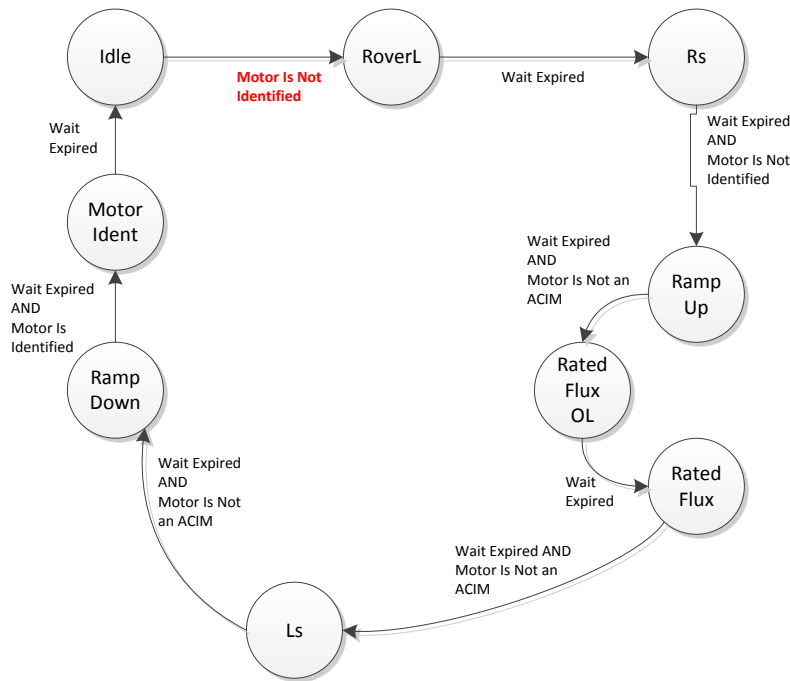 Idle
Motor Is Not
Identified
RoverL
Wait Expired
Rs
Wait Expired
AND
Motor Is Not
Identified
Ramp
Up
Wait Expired
AND
Motor Is Not an
ACIM
Rated
Flux
OL
Wait
Expired
Rated
Flux
Wait Expired AND
Motor Is Not an
ACIM
Ls
Wait Expired
AND
Motor Is Not
an ACIM
Ramp
Down
Wait Expired
AND
Motor Is
Identified
Motor
Ident
Wait
Expired